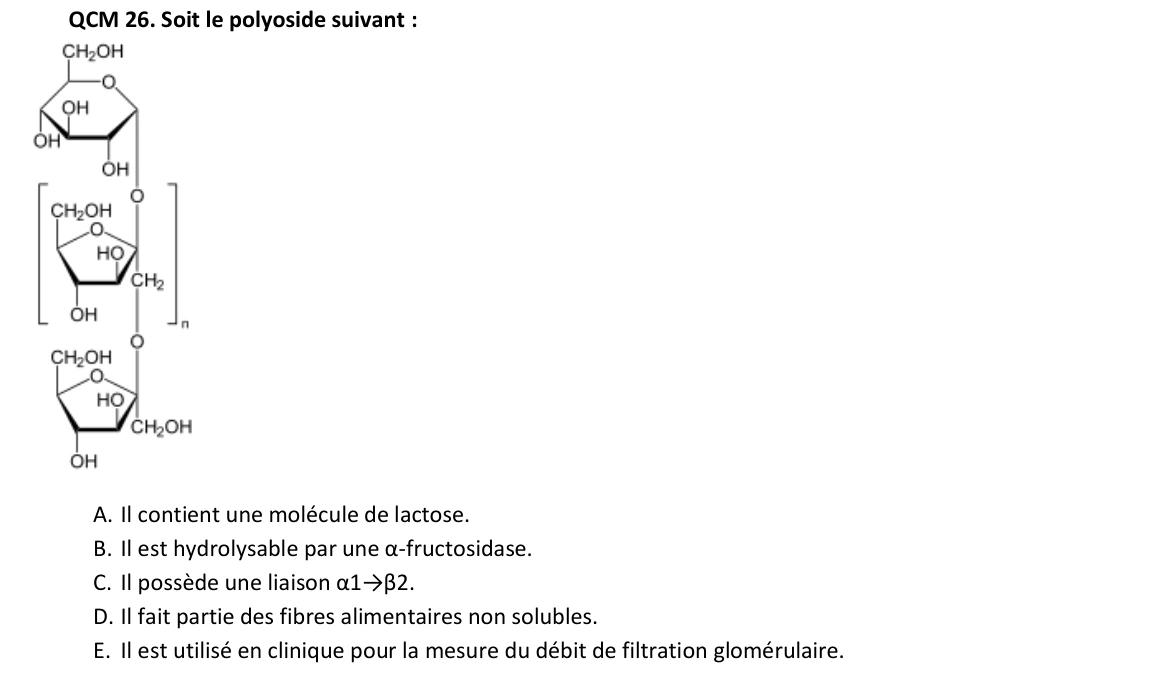 QCM 26. Soit le polyoside suivant :
CH₂OH
O
OH
OH
OH
O
CH₂OH
O
HO
CH₂
OH
n
O
CH₂OH
O
HO
CH₂OH
OH
A. Il contient une molécule de lactose.
B. Il est hydrolysable par une α-fructosidase.
C. Il possède une liaison α1→β2.
D. Il fait partie des fibres alimentaires non solubles.
E. Il est utilisé en clinique pour la mesure du débit de filtration glomérulaire.